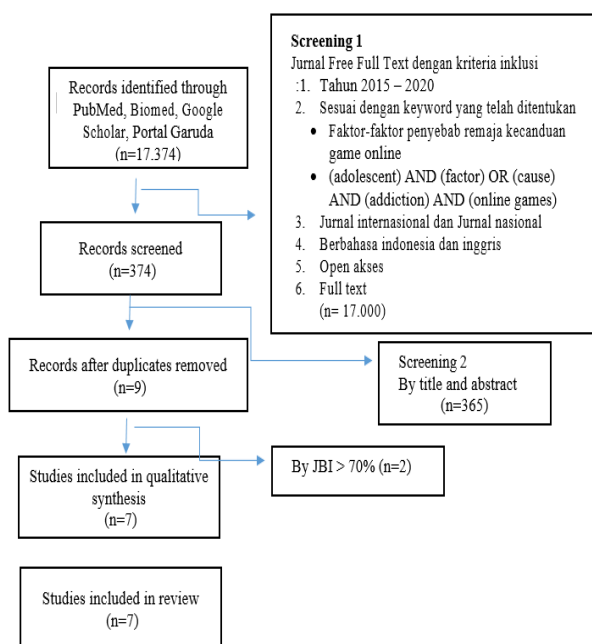 Records identified through
PubMed, Biomed, Google
Scholar, Portal Garuda
(n=17.374)
Screening 1
Jurnal Free Full Text dengan kriteria inklusi
:1. Tahun 2015 – 2020
2. Sesuai dengan keyword yang telah ditentukan
• Faktor-faktor penyebab remaja kecanduan
game online
• (adolescent) AND (factor) OR (cause)
AND (addiction) AND (online games)
3. Jurnal internasional dan Jurnal nasional
4. Berbahasa indonesia dan inggris
5. Open akses
6. Full text
(n= 17.000)
Records screened
(n=374)
Records after duplicates removed
(n=9)
Screening 2
By title and abstract
(n=365)
Studies included in qualitative
synthesis
(n=7)
By JBI > 70% (n=2)
Studies included in review
(n=7)